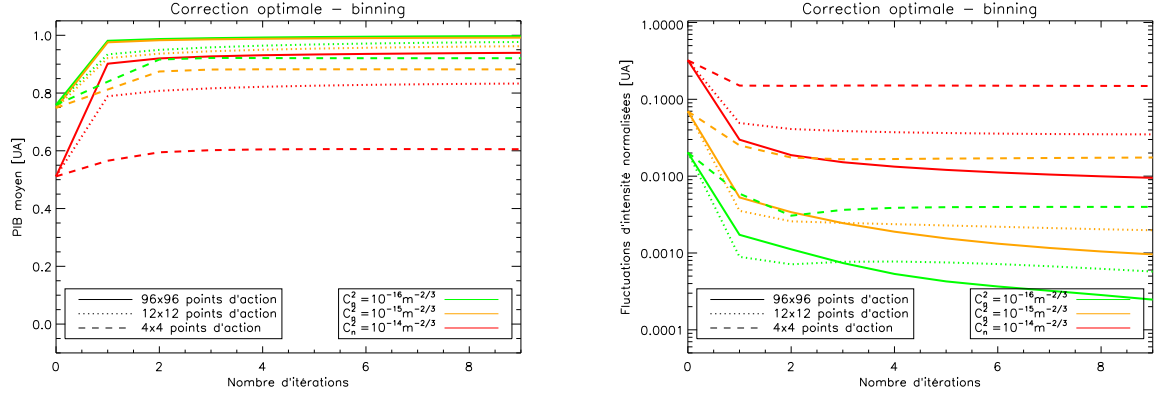 Correction optimale − binning
PIB moyen [UA]
1.0
0.8
0.6
0.4
0.2
0.0
96x96 points d'action
12x12 points d'action
4x4 points d'action
C²ₙ=10⁻¹⁶m⁻²/³
C²ₙ=10⁻¹⁵m⁻²/³
C²ₙ=10⁻¹⁴m⁻²/³
0 2 4 6 8
Nombre d'itérations
Correction optimale − binning
Fluctuations d'intensité normalisées [UA]
1.0000
0.1000
0.0100
0.0010
0.0001
96x96 points d'action
12x12 points d'action
4x4 points d'action
C²ₙ=10⁻¹⁶m⁻²/³
C²ₙ=10⁻¹⁵m⁻²/³
C²ₙ=10⁻¹⁴m⁻²/³
0 2 4 6 8
Nombre d'itérations